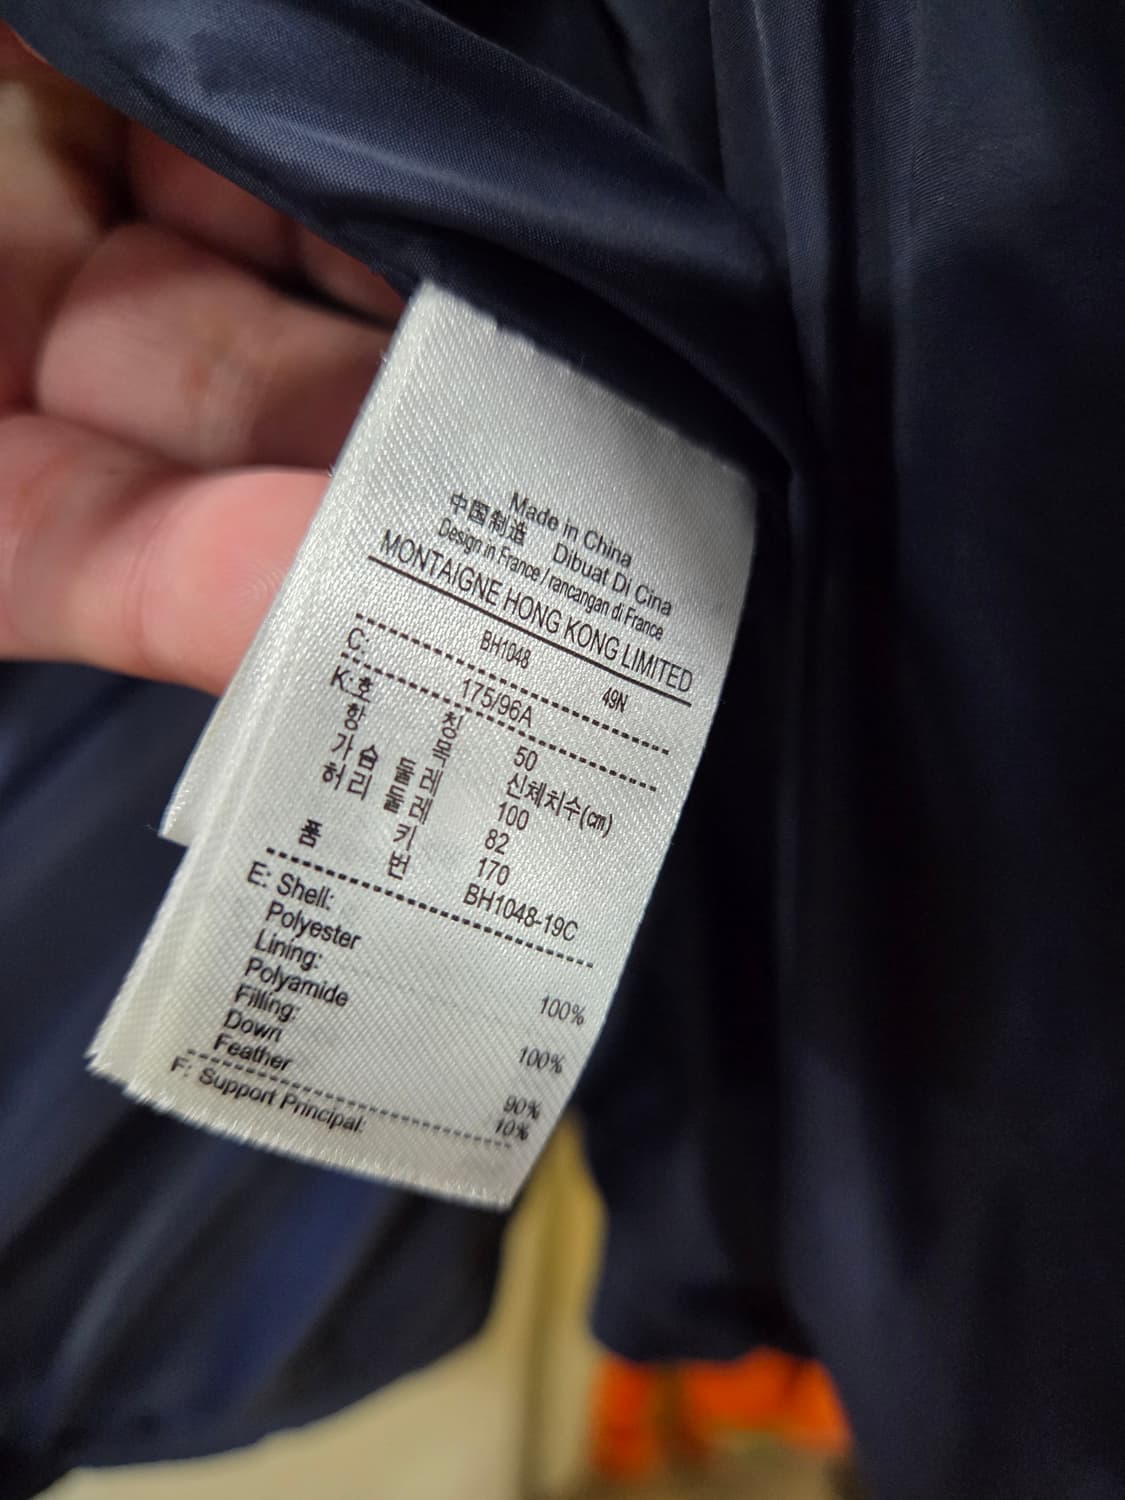 Made in China
中国制造 Dibuat Di Cina
Design in France / rancangan di France
MONTAIGNE HONG KONG LIMITED
BH1048 49N
C: 175/96A
K: 호칭 50
항목 신체치수(㎝)
가슴둘레 100
허리둘레 82
키 170
품번 BH1048-19C
E: Shell:
Polyester 100%
Lining:
Polyamide 100%
Filling:
Down 90%
Feather 10%
F: Support Principal: